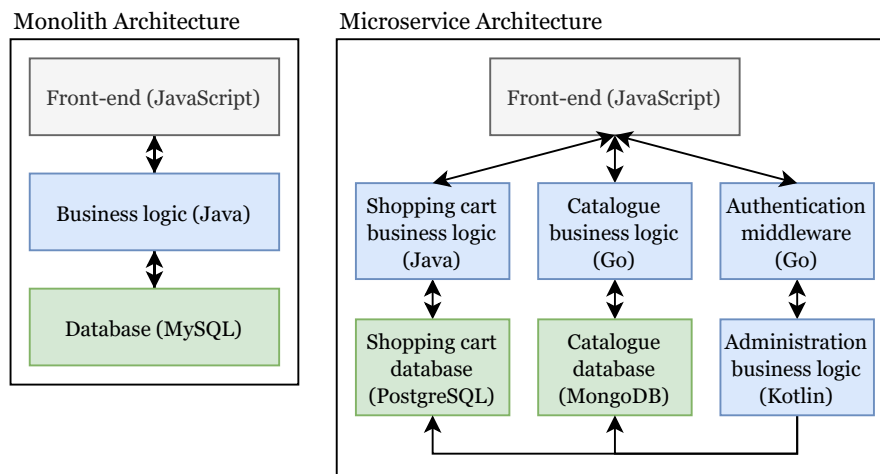 Monolith Architecture
Front-end (JavaScript)
Business logic (Java)
Database (MySQL)
Microservice Architecture
Front-end (JavaScript)
Shopping cart
business logic
(Java)
Catalogue
business logic
(Go)
Authentication
middleware
(Go)
Shopping cart
database
(PostgreSQL)
Catalogue
database
(MongoDB)
Administration
business logic
(Kotlin)